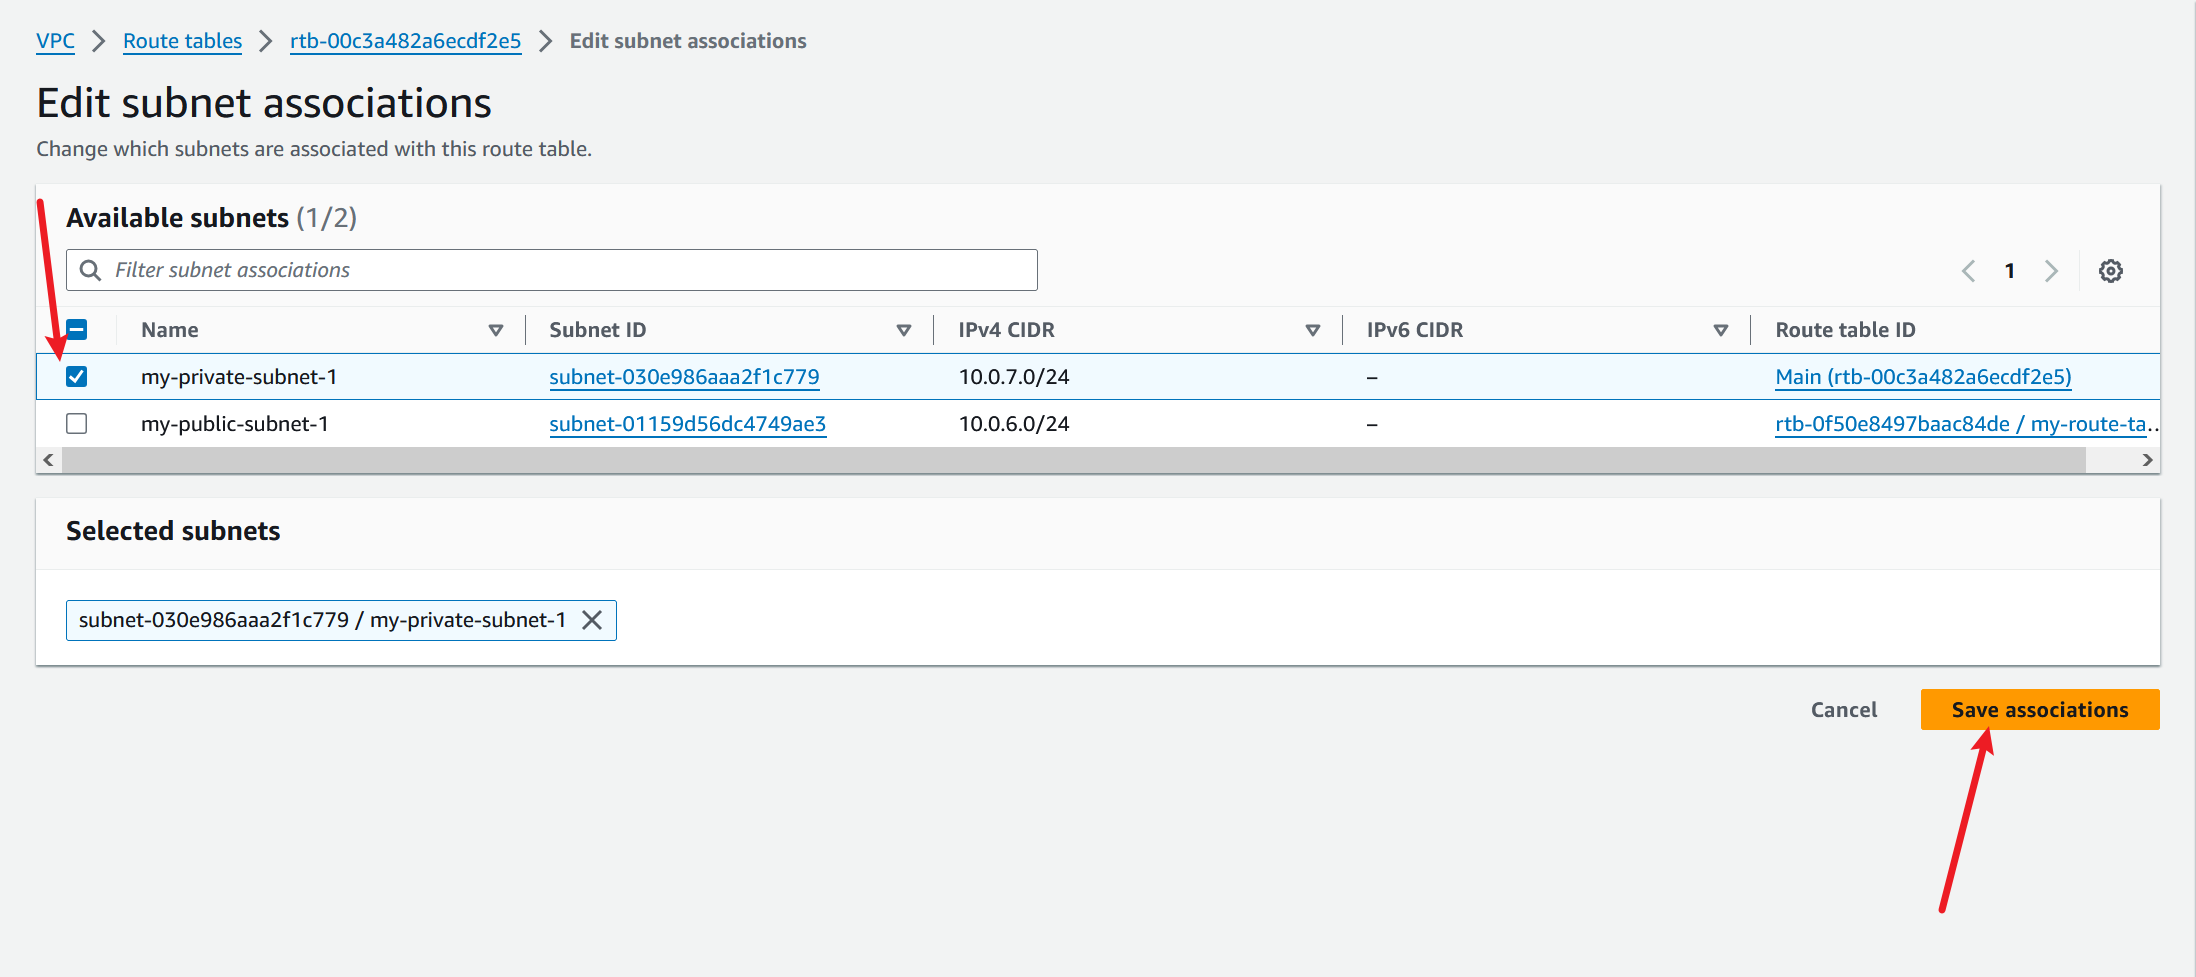 VPC > Route tables > rtb-00c3a482a6ecdf2e5 > Edit subnet associations
Edit subnet associations
Change which subnets are associated with this route table.
Available subnets (1/2)
Filter subnet associations
1
Name Subnet ID IPv4 CIDR IPv6 CIDR Route table ID
my-private-subnet-1 subnet-030e986aaa2f1c779 10.0.7.0/24 – Main (rtb-00c3a482a6ecdf2e5)
my-public-subnet-1 subnet-01159d56dc4749ae3 10.0.6.0/24 – rtb-0f50e8497baac84de / my-route-ta...
Selected subnets
subnet-030e986aaa2f1c779 / my-private-subnet-1
Cancel Save associations